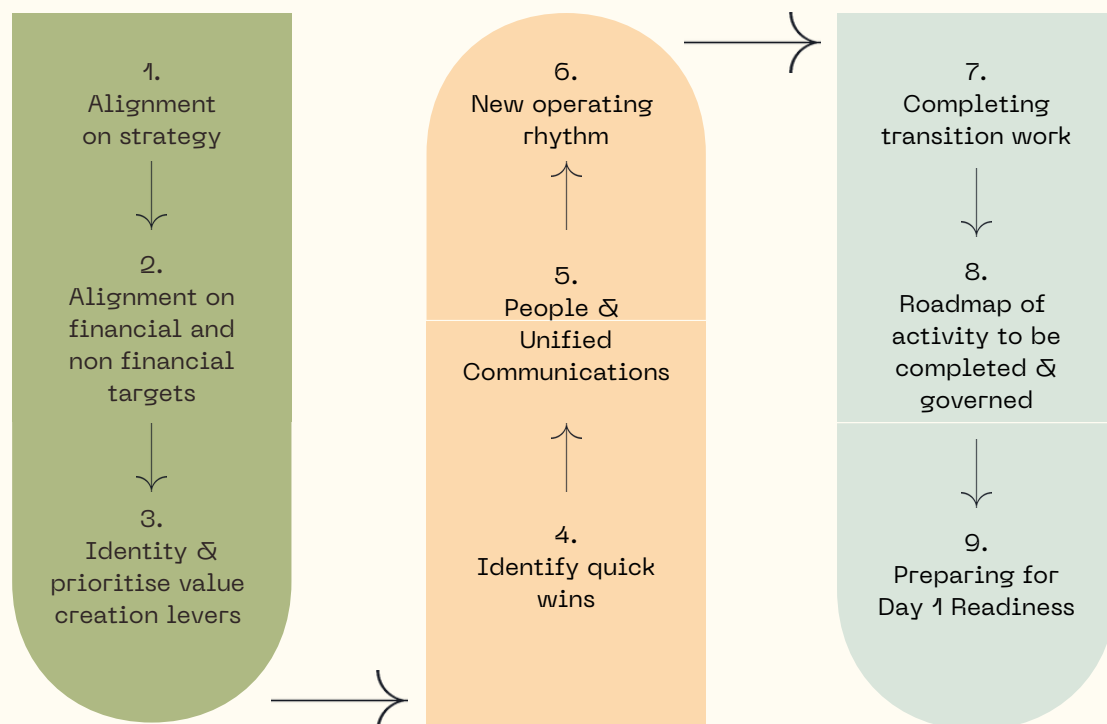 1.
Alignment
on strategy
2.
Alignment on
financial and
non financial
targets
3.
Identity &
prioritise value
creation levers
4.
Identify quick
wins
5.
People &
Unified
Communications
6.
New operating
rhythm
7.
Completing
transition work
8.
Roadmap of
activity to be
completed &
governed
9.
Preparing for
Day 1 Readiness